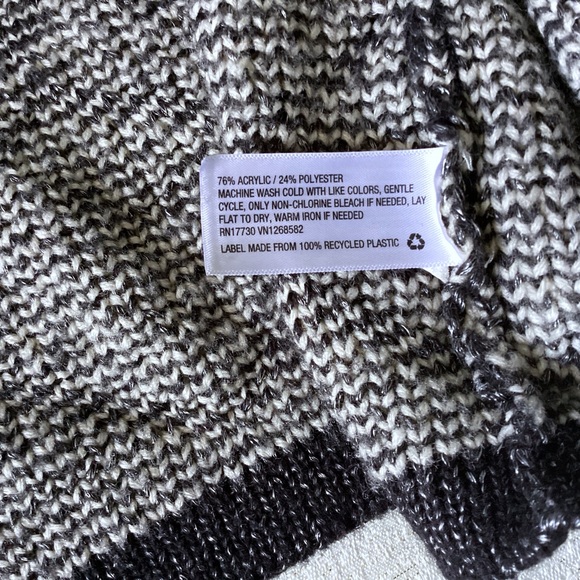 76% ACRYLIC / 24% POLYESTER
MACHINE WASH COLD WITH LIKE COLORS, GENTLE
CYCLE, ONLY NON-CHLORINE BLEACH IF NEEDED, LAY
FLAT TO DRY, WARM IRON IF NEEDED
RN17730 VN1268582
LABEL MADE FROM 100% RECYCLED PLASTIC